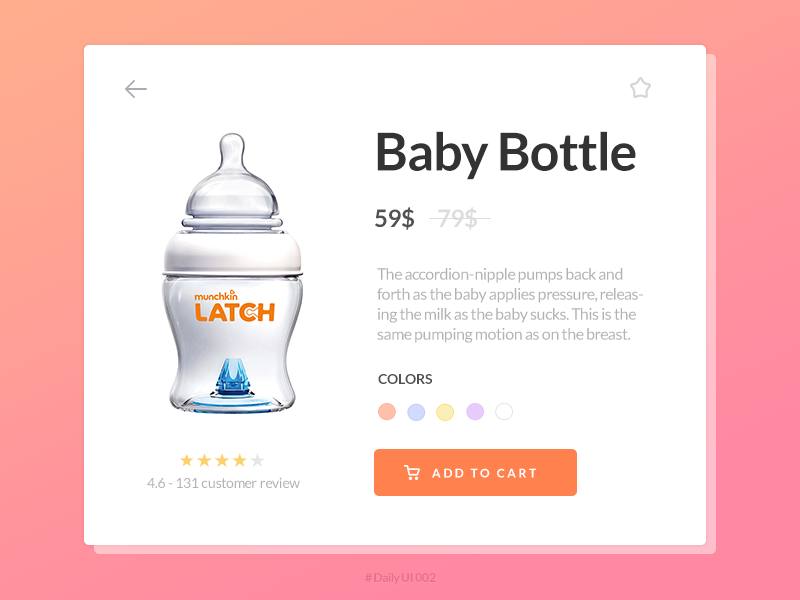 Baby Bottle
59$ 79$
The accordion-nipple pumps back and
forth as the baby applies pressure, releas-
ing the milk as the baby sucks. This is the
same pumping motion as on the breast.
COLORS
ADD TO CART
munchkin
LATCH
4.6 - 131 customer review
#Daily UI 002